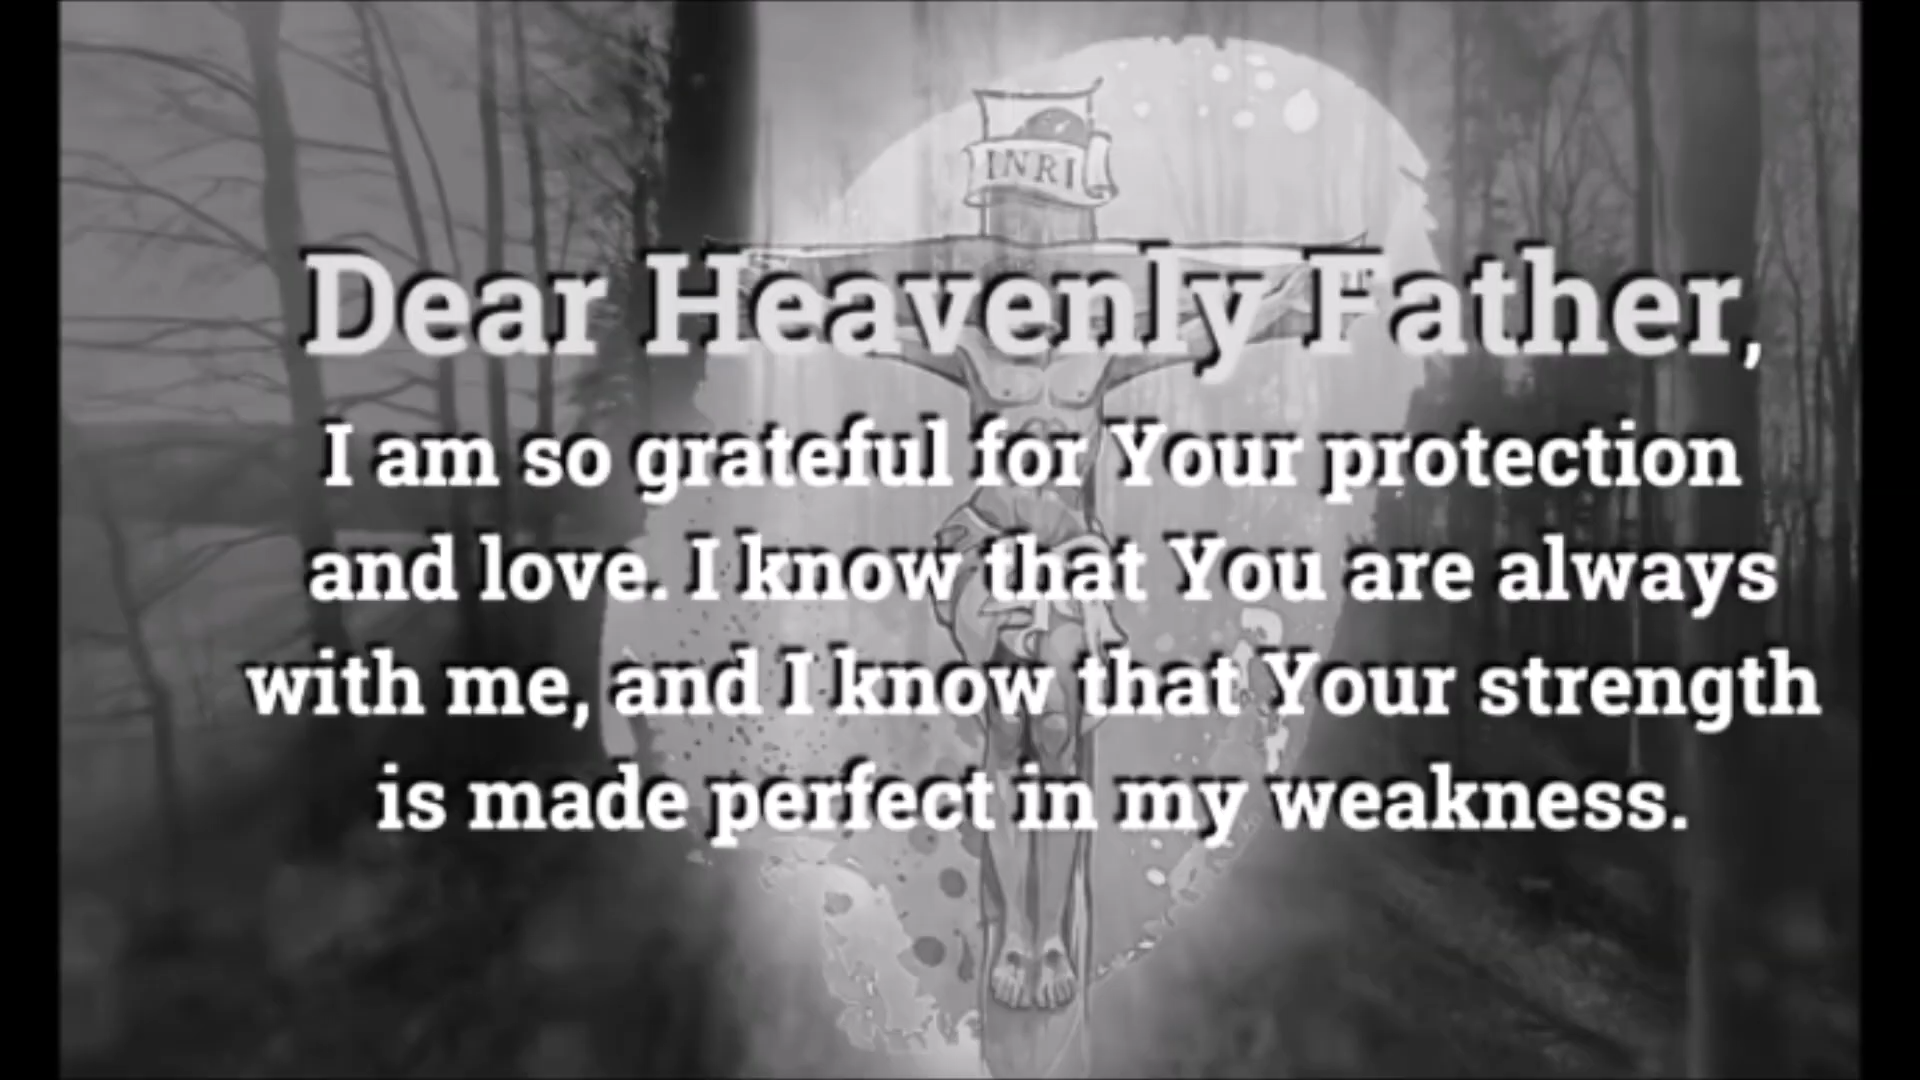 INRI
Dear Heavenly Father,
I am so grateful for Your protection
and love. I know that You are always
with me, and I know that Your strength
is made perfect in my weakness.